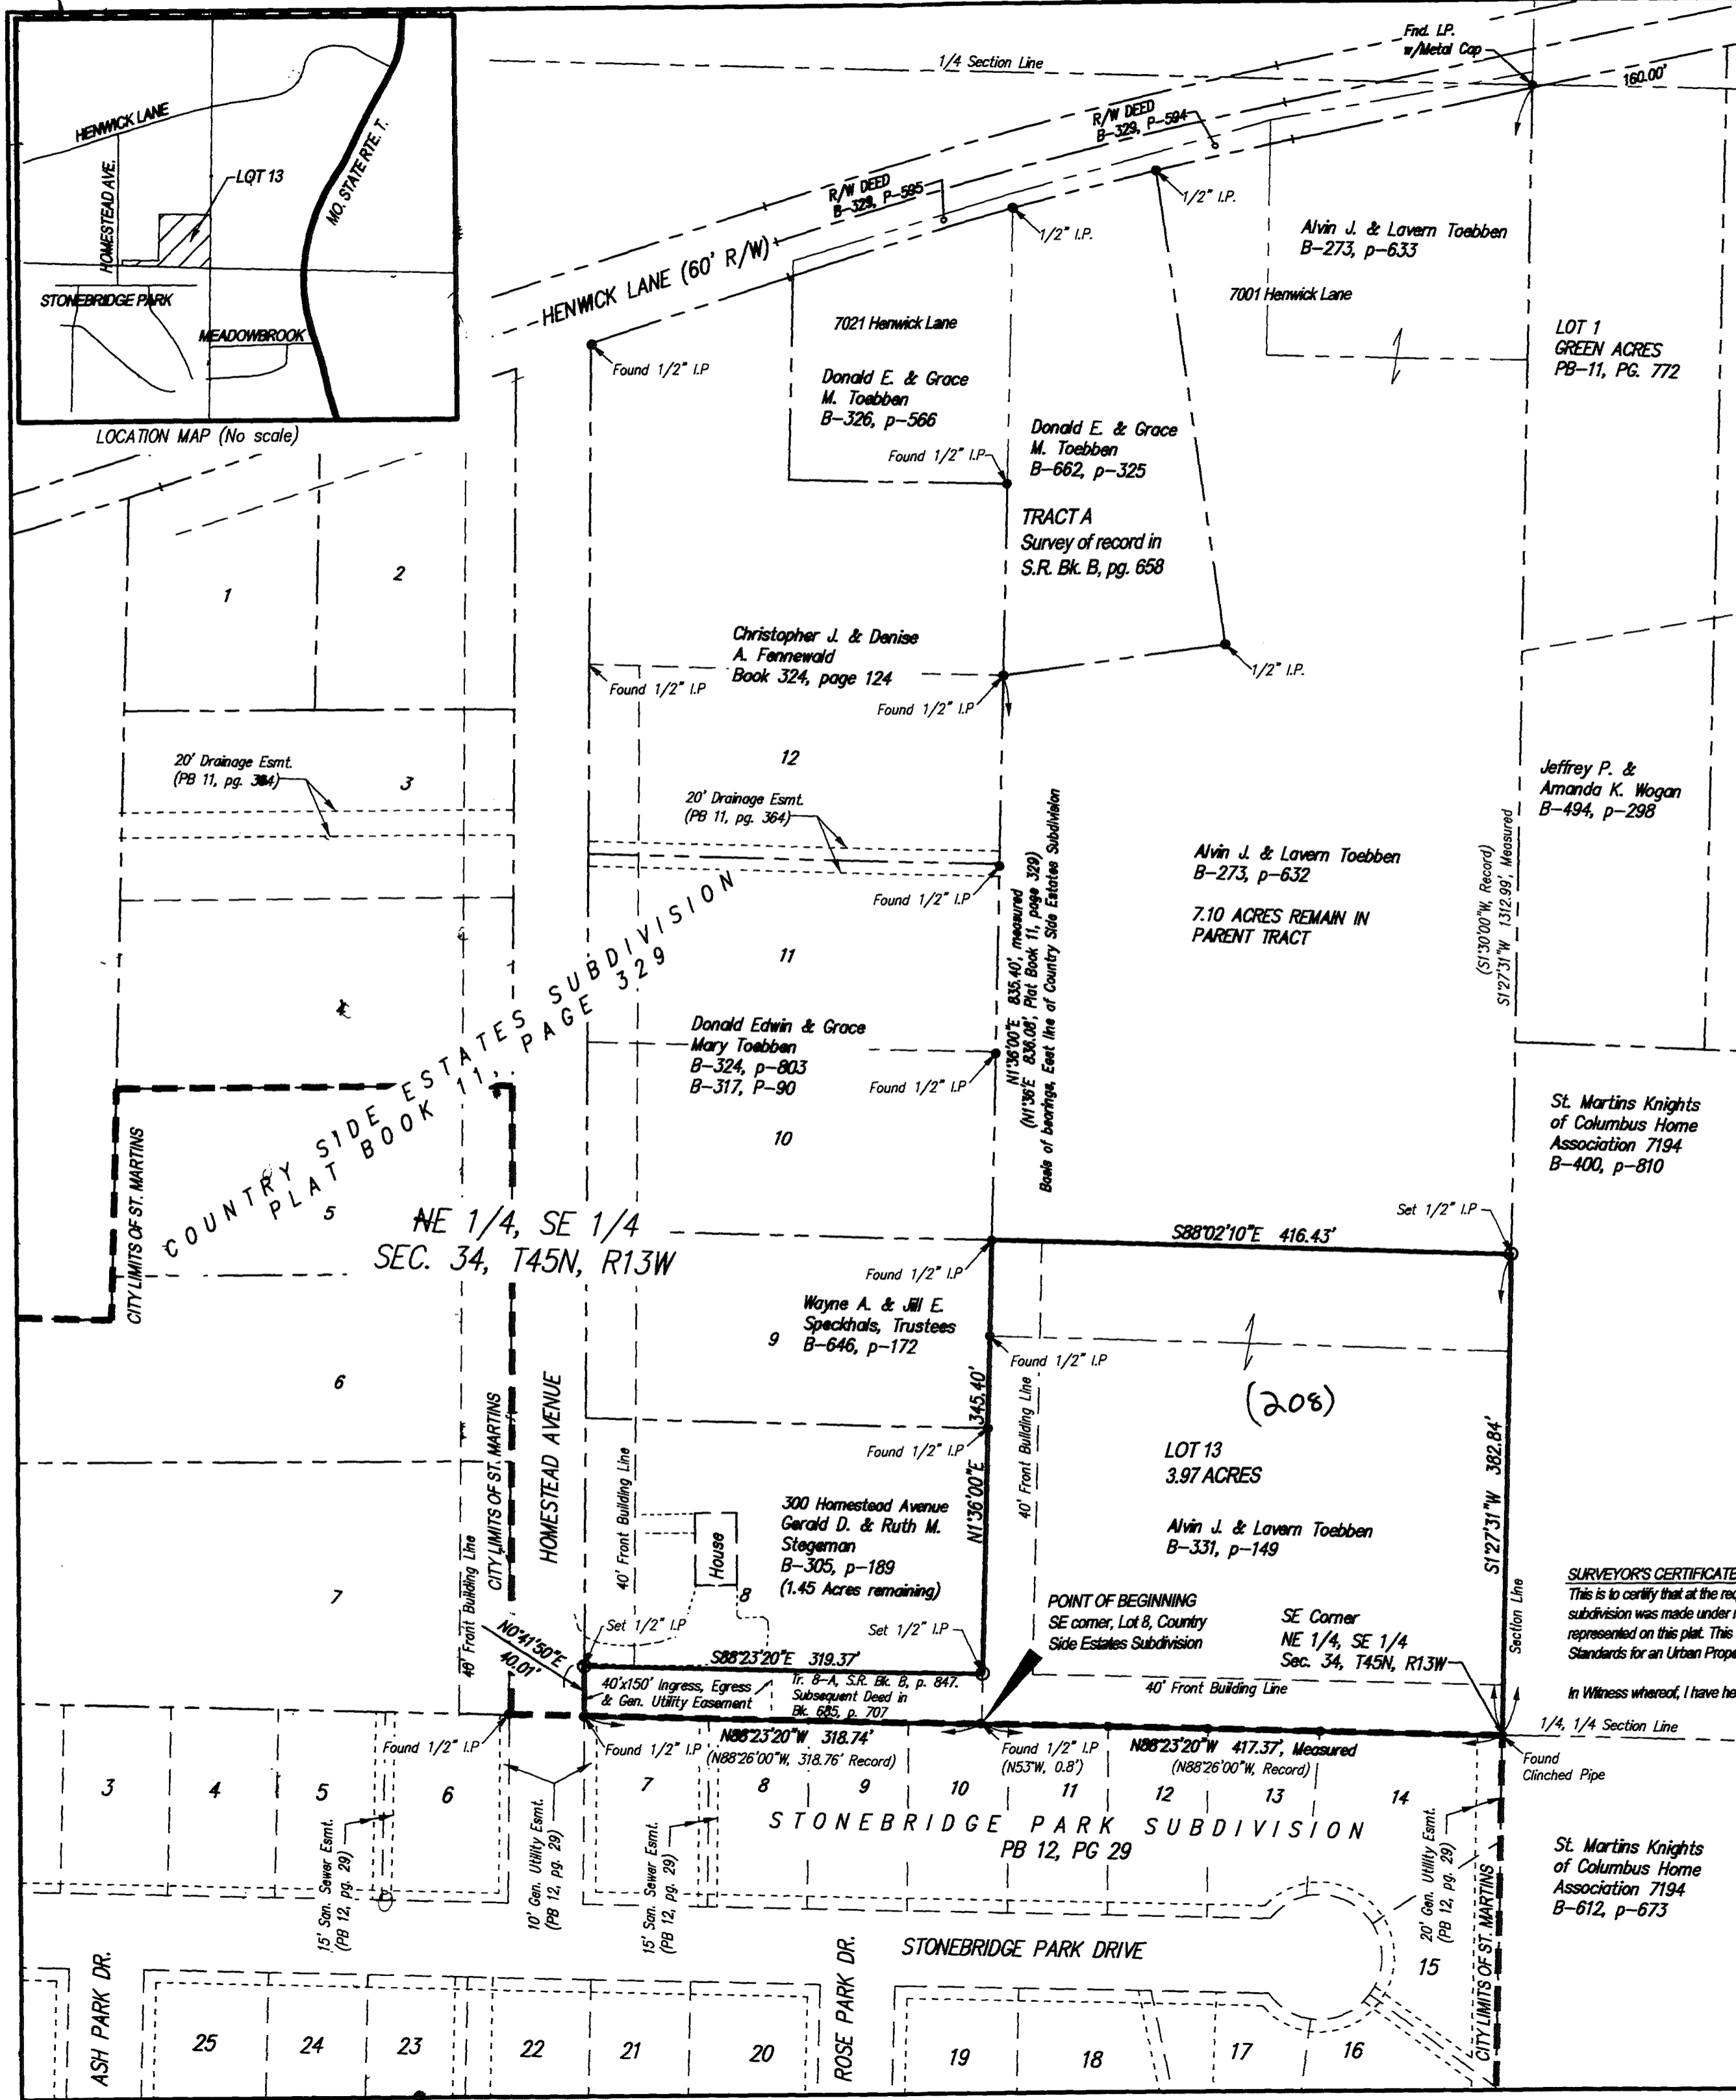 HENWICK LANE
HOMESTEAD AVE.
LOT 13
MO. STATE RTE. T.
STONEBRIDGE PARK
MEADOWBROOK
LOCATION MAP (No scale)
1/4 Section Line
Fnd. I.P.
w/Metal Cap
160.00'
R/W DEED
B-329, P-594
R/W DEED
B-329, P-595
HENWICK LANE (60' R/W)
1/2" I.P.
1/2" I.P.
Alvin J. & Lavern Toebben
B-273, p-633
7001 Henwick Lane
7021 Henwick Lane
LOT 1
GREEN ACRES
PB-11, PG. 772
Found 1/2" I.P
Donald E. & Grace
M. Toebben
B-326, p-566
Found 1/2" I.P
Donald E. & Grace
M. Toebben
B-662, p-325
TRACT A
Survey of record in
S.R. Bk. B, pg. 658
1
2
Christopher J. & Denise
A. Fennewald
Book 324, page 124
Found 1/2" I.P
Found 1/2" I.P
1/2" I.P.
12
20' Drainage Esmt.
(PB 11, pg. 364)
3
20' Drainage Esmt.
(PB 11, pg. 364)
Found 1/2" I.P
Jeffrey P. &
Amanda K. Wogan
B-494, p-298
Alvin J. & Lavern Toebben
B-273, p-632
7.10 ACRES REMAIN IN
PARENT TRACT
(S1°30'00"W, Record)
S1°27'31"W 1312.99', Measured
N1°36'00"E 835.40', measured
(N1°36'E 836.08', Plat Book 11, page 329)
Basis of bearings, East line of Country Side Estates Subdivision
11
4
COUNTRY SIDE ESTATES SUBDIVISION
PLAT BOOK 11, PAGE 329
Donald Edwin & Grace
Mary Toebben
B-324, p-803
B-317, P-90
Found 1/2" I.P
10
St. Martins Knights
of Columbus Home
Association 7194
B-400, p-810
CITY LIMITS OF ST. MARTINS
5
NE 1/4, SE 1/4
SEC. 34, T45N, R13W
Set 1/2" I.P
S88°02'10"E 416.43'
Found 1/2" I.P
Wayne A. & Jill E.
Speckhals, Trustees
B-646, p-172
9
Found 1/2" I.P
6
(208)
345.40'
N1°36'00"E
40' Front Building Line
Found 1/2" I.P
LOT 13
3.97 ACRES
S1°27'31"W 382.84'
CITY LIMITS OF ST. MARTINS
HOMESTEAD AVENUE
40' Front Building Line
40' Front Building Line
300 Homestead Avenue
Gerald D. & Ruth M.
Stegeman
B-305, p-189
(1.45 Acres remaining)
House
8
Alvin J. & Lavern Toebben
B-331, p-149
7
POINT OF BEGINNING
SE corner, Lot 8, Country
Side Estates Subdivision
SE Corner
NE 1/4, SE 1/4
Sec. 34, T45N, R13W
Section Line
SURVEYOR'S CERTIFICATE
This is to certify that at the
subdivision was made under
represented on this plat. This
Standards for an Urban
In Witness whereof, I have
N0°41'50"E
40.01'
Set 1/2" I.P
Set 1/2" I.P
S88°23'20"E 319.37'
40'x150' Ingress, Egress
& Gen. Utility Easement
Tr. 8-A, S.R. Bk. B, p. 847.
Subsequent Deed in
Bk. 685, p. 707
40' Front Building Line
1/4, 1/4 Section Line
Found 1/2" I.P
Found 1/2" I.P
N88°23'20"W 318.74'
(N88°26'00"W, 318.76' Record)
Found 1/2" I.P
(N53°W, 0.8')
N88°23'20"W 417.37', Measured
(N88°26'00"W, Record)
Found
Clinched Pipe
3
4
5
6
7
8
9
10
11
12
13
14
STONEBRIDGE PARK SUBDIVISION
PB 12, PG 29
15' San. Sewer Esmt.
(PB 12, pg. 29)
10' Gen. Utility Esmt.
(PB 12, pg. 29)
15' San. Sewer Esmt.
(PB 12, pg. 29)
20' Gen. Utility Esmt.
(PB 12, pg. 29)
CITY LIMITS OF ST. MARTINS
St. Martins Knights
of Columbus Home
Association 7194
B-612, p-673
STONEBRIDGE PARK DRIVE
15
ASH PARK DR.
ROSE PARK DR.
25
24
23
22
21
20
19
18
17
16